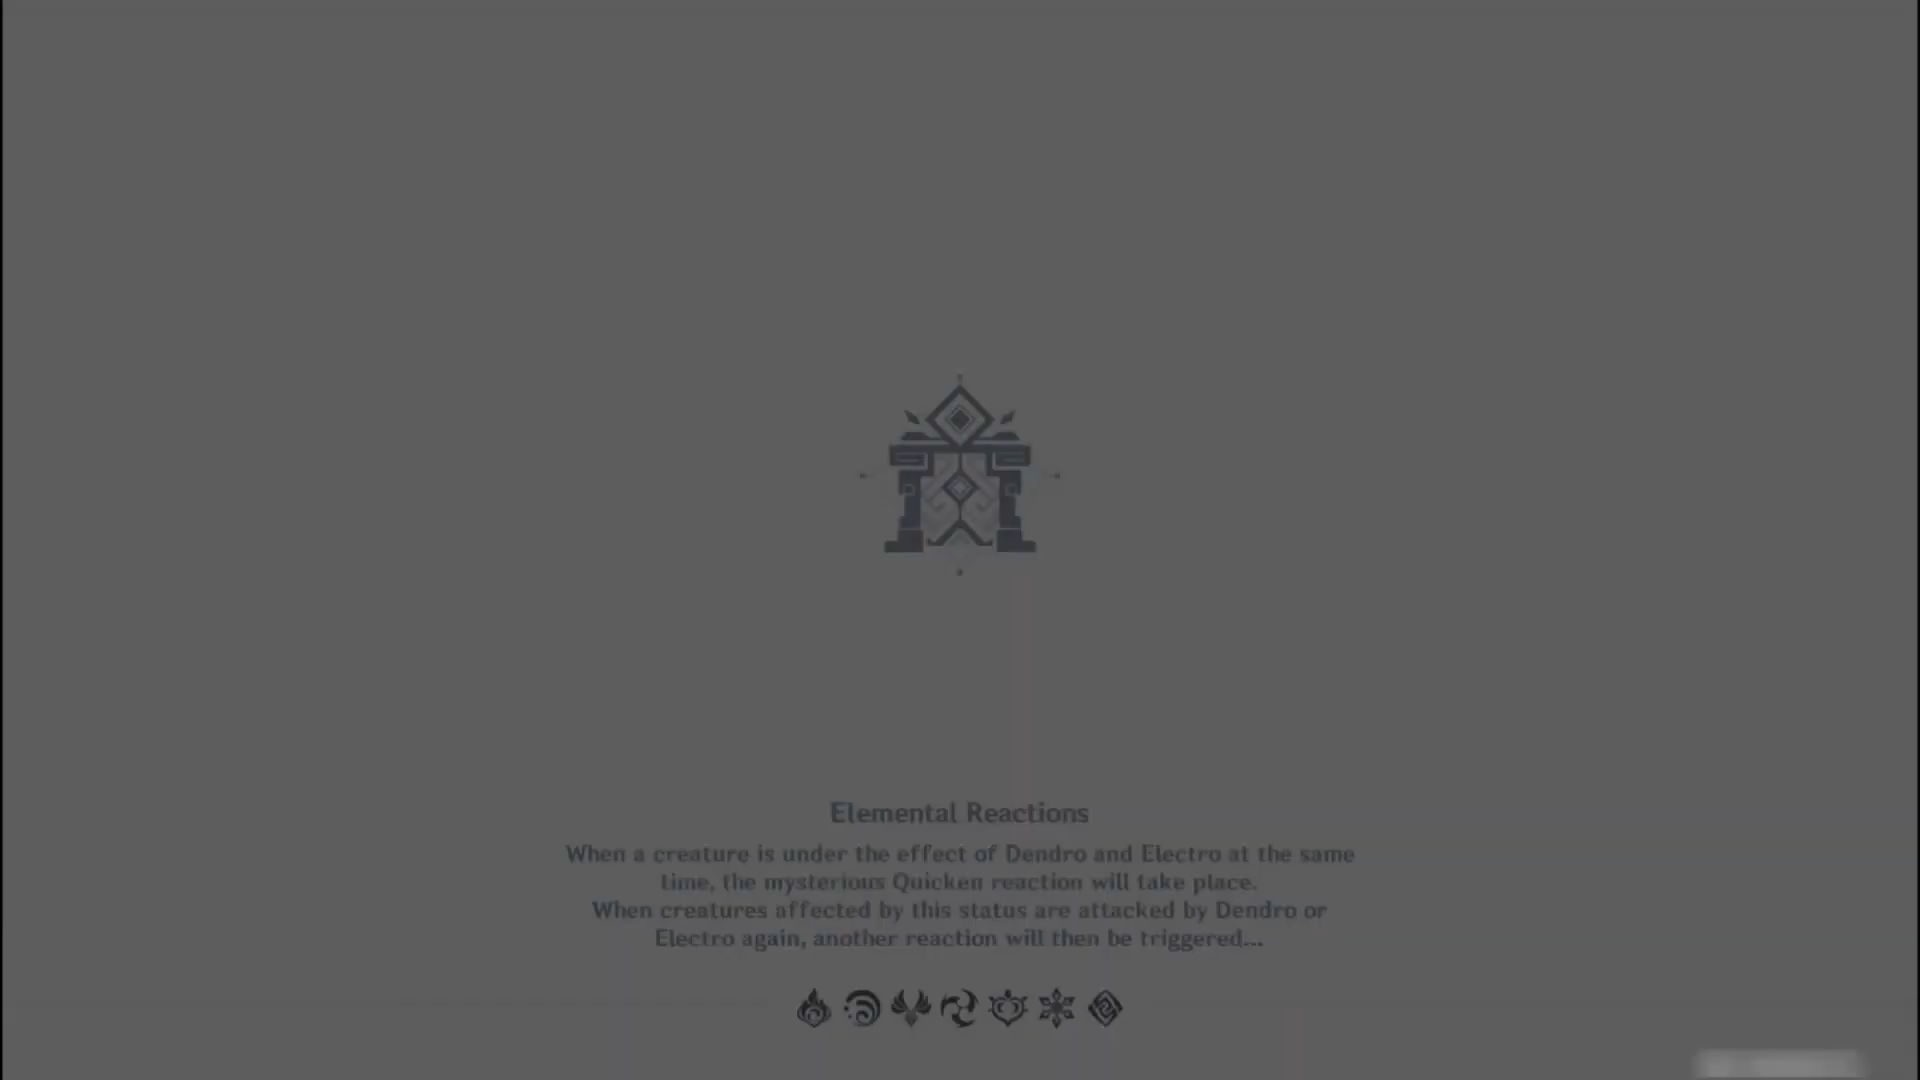 Elemental Reactions
When a creature is under the effect of Dendro and Electro at the same
time, the mysterious Quicken reaction will take place.
When creatures affected by this status are attacked by Dendro or
Electro again, another reaction will then be triggered...